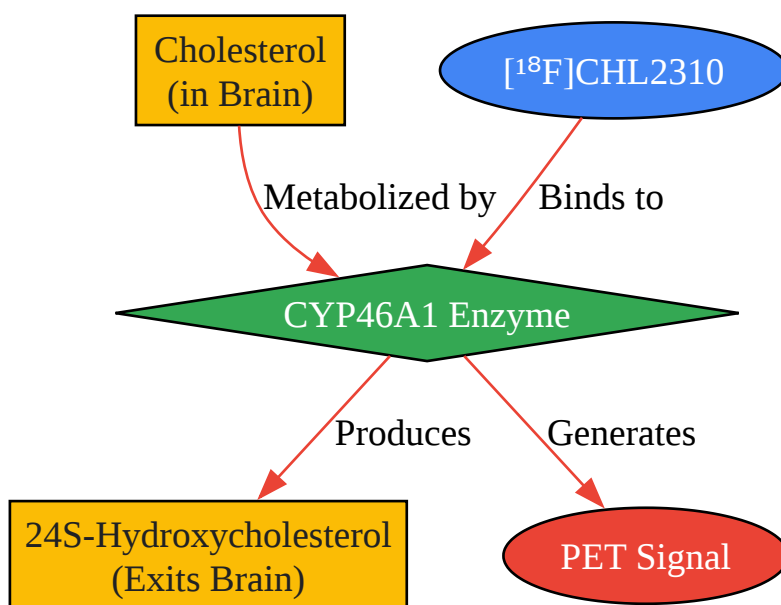 Cholesterol
(in Brain)
[¹⁸F]CHL2310
Metabolized by
Binds to
CYP46A1 Enzyme
Produces
Generates
24S-Hydroxycholesterol
(Exits Brain)
PET Signal